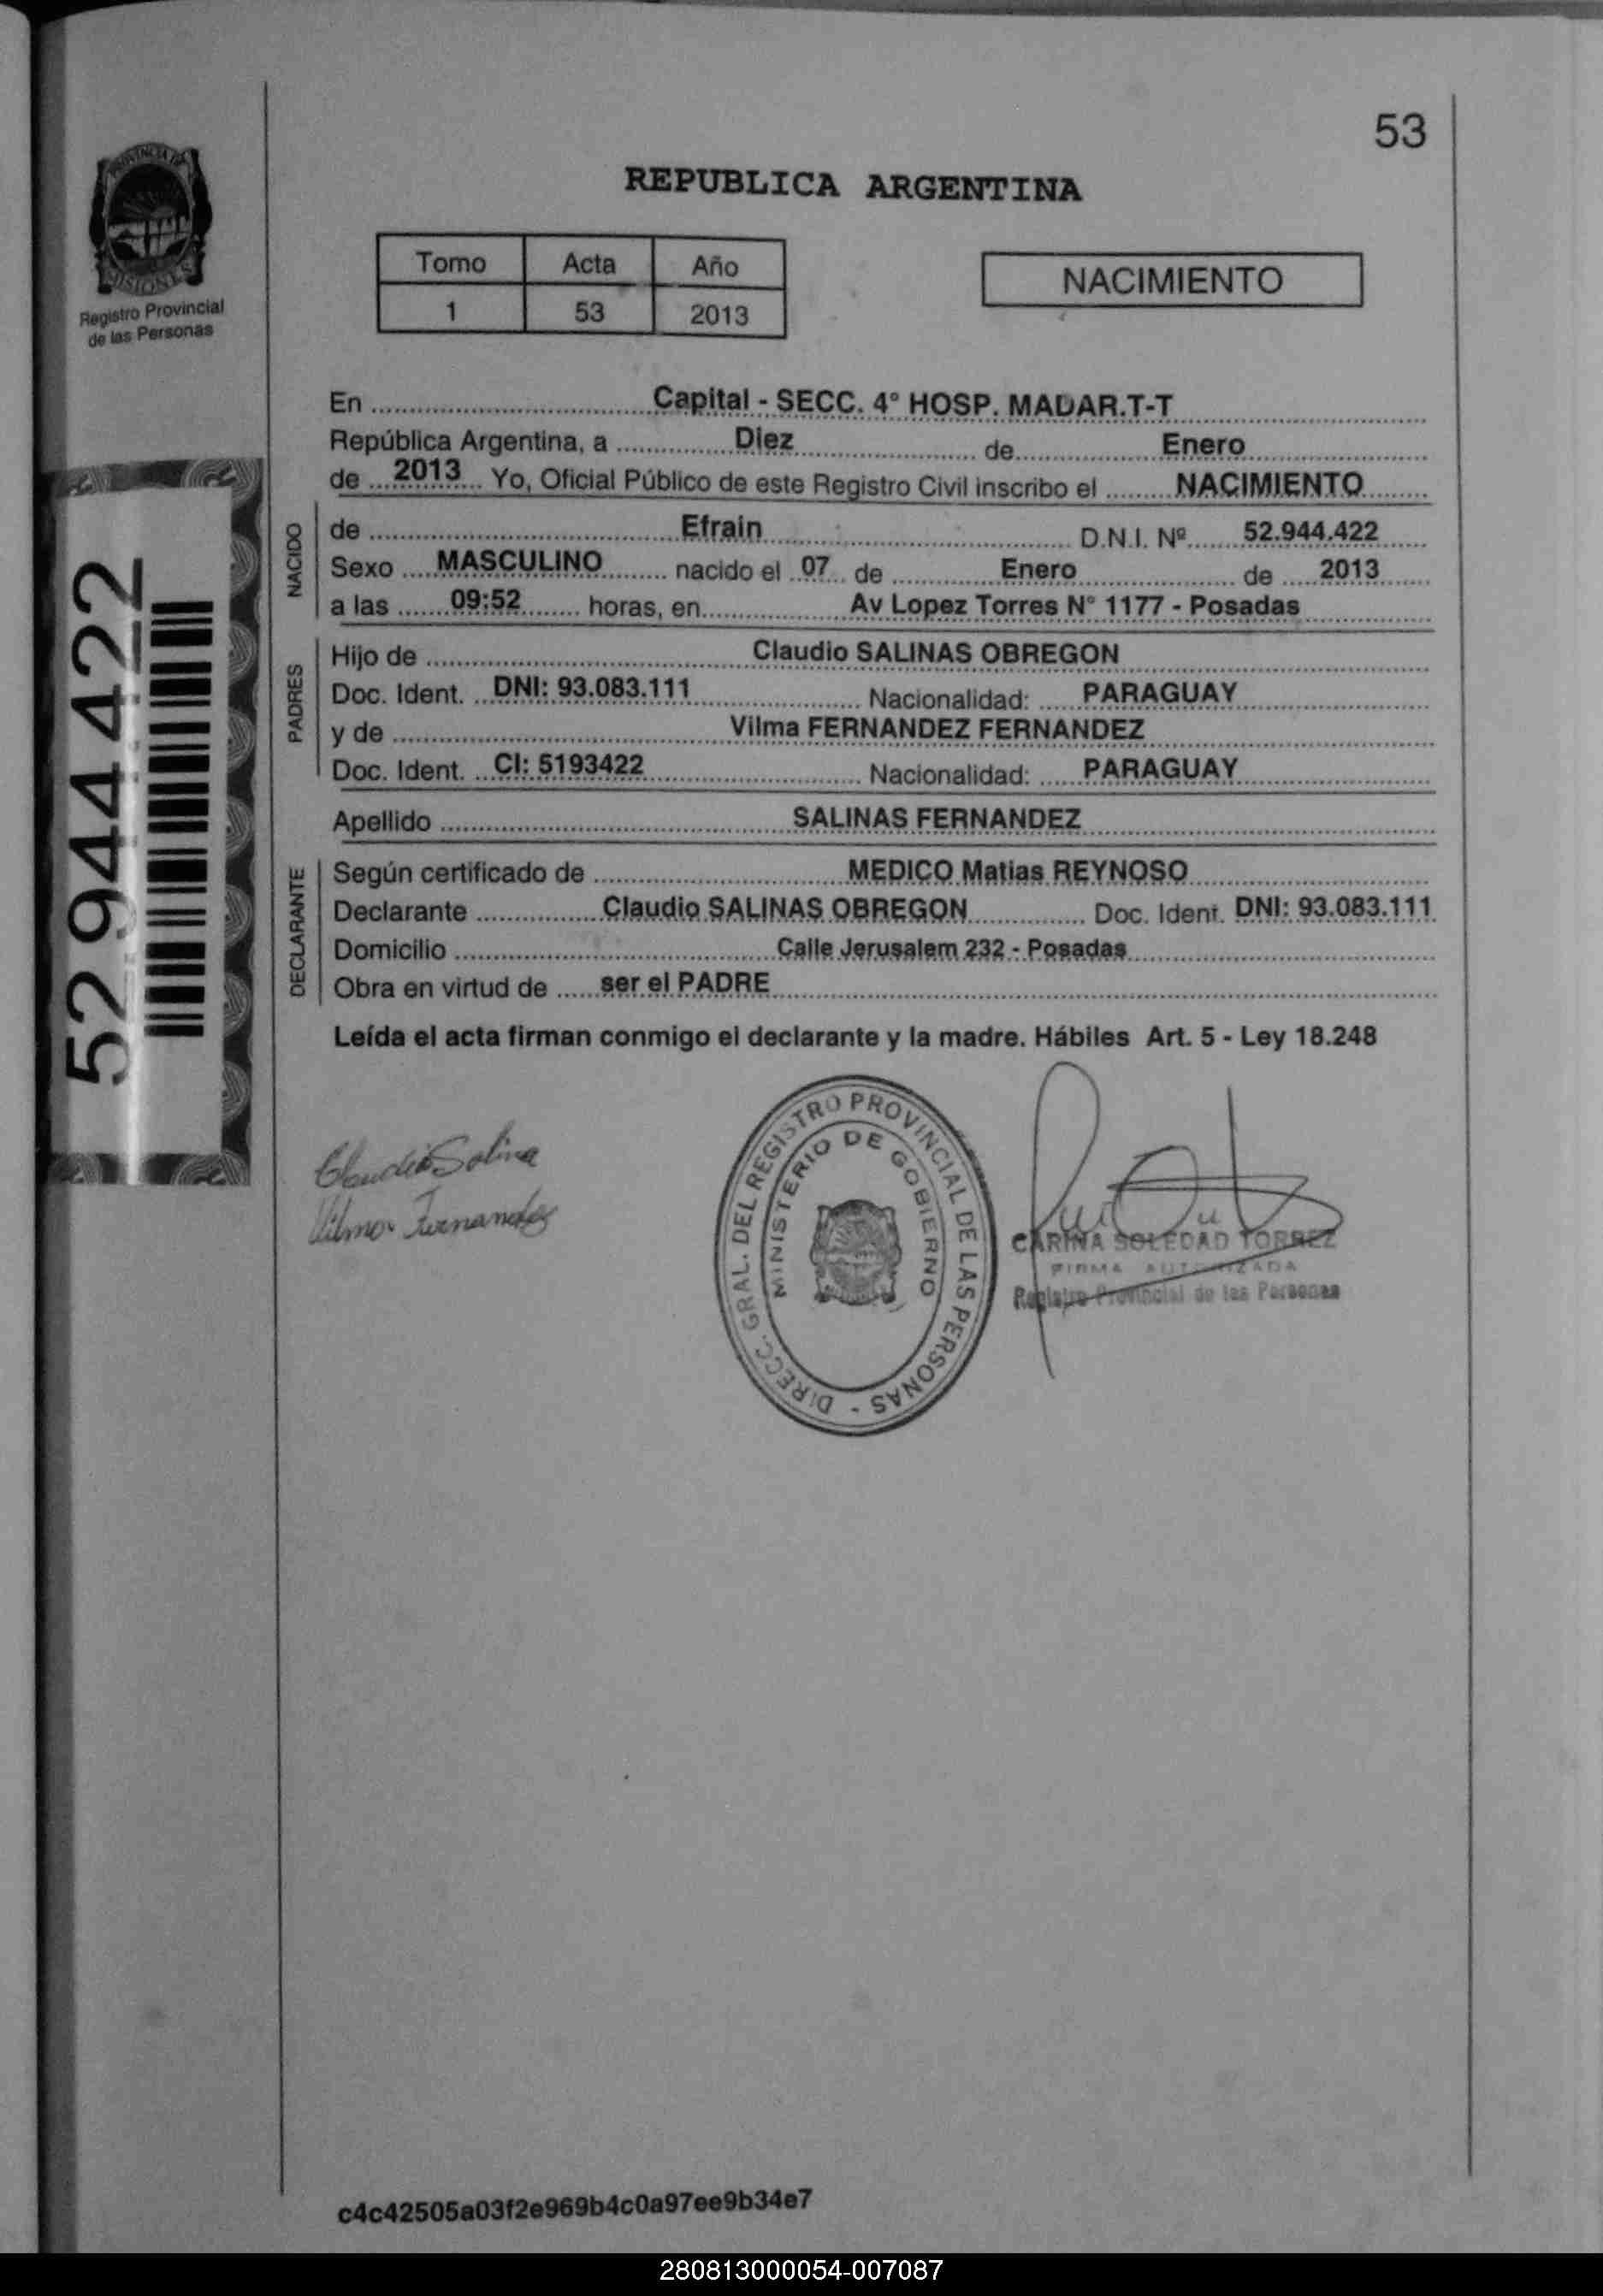 53
PROVINCIA DE
MISIONES
Registro Provincial
de las Personas
REPUBLICA ARGENTINA
Tomo Acta Año
1 53 2013
NACIMIENTO
En Capital - SECC. 4° HOSP. MADAR.T-T
República Argentina, a Diez de Enero
de 2013 Yo, Oficial Público de este Registro Civil inscribo el NACIMIENTO
NACIDO
de Efrain D.N.I. Nº 52.944.422
Sexo MASCULINO nacido el 07 de Enero de 2013
a las 09:52 horas, en Av Lopez Torres N° 1177 - Posadas
PADRES
Hijo de Claudio SALINAS OBREGON
Doc. Ident. DNI: 93.083.111 Nacionalidad: PARAGUAY
y de Vilma FERNANDEZ FERNANDEZ
Doc. Ident. CI: 5193422 Nacionalidad: PARAGUAY
Apellido SALINAS FERNANDEZ
DECLARANTE
Según certificado de MEDICO Matias REYNOSO
Declarante Claudio SALINAS OBREGON Doc. Ident. DNI: 93.083.111
Domicilio Calle Jerusalem 232 - Posadas
Obra en virtud de ser el PADRE
Leída el acta firman conmigo el declarante y la madre. Hábiles Art. 5 - Ley 18.248
52 944 422
Claudio Salina
Vilma Fernandez
DIRECC. GRAL. DEL REGISTRO PROVINCIAL DE LAS PERSONAS -
MINISTERIO DE GOBIERNO
CARINA SOLEDAD TORREZ
FIRMA AUTORIZADA
Registro Provincial de las Personas
c4c42505a03f2e969b4c0a97ee9b34e7
280813000054-007087